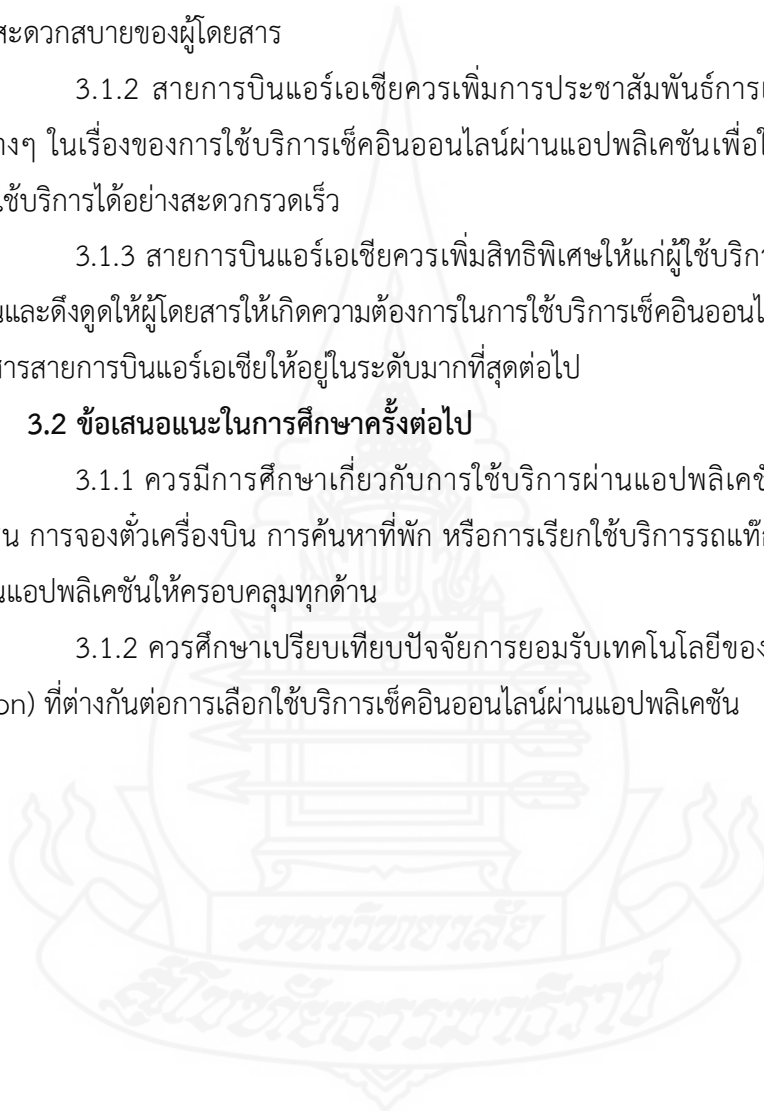 สะดวกสบายของผู้โดยสาร
3.1.2 สายการบินแอร์เอเชียควรเพิ่มการประชาสัมพันธ์การ
างๆ ในเรื่องของการใช้บริการเช็คอินออนไลน์ผ่านแอปพลิเคชันเพื่อ
ใช้บริการได้อย่างสะดวกรวดเร็ว
3.1.3 สายการบินแอร์เอเชียควรเพิ่มสิทธิพิเศษให้แก่ผู้ใช้บริกา
นและดึงดูดให้ผู้โดยสารให้เกิดความต้องการในการใช้บริการเช็คอินออนไ
สารสายการบินแอร์เอเชียให้อยู่ในระดับมากที่สุดต่อไป
3.2 ข้อเสนอแนะในการศึกษาครั้งต่อไป
3.1.1 ควรมีการศึกษาเกี่ยวกับการใช้บริการผ่านแอปพลิเคช
น การจองตั๋วเครื่องบิน การค้นหาที่พัก หรือการเรียกใช้บริการรถแท็
นแอปพลิเคชันให้ครอบคลุมทุกด้าน
3.1.2 ควรศึกษาเปรียบเทียบปัจจัยการยอมรับเทคโนโลยีของ
on) ที่ต่างกันต่อการเลือกใช้บริการเช็คอินออนไลน์ผ่านแอปพลิเคชัน
มหาวิทยาลัย
สุโขทัยธรรมาธิราช